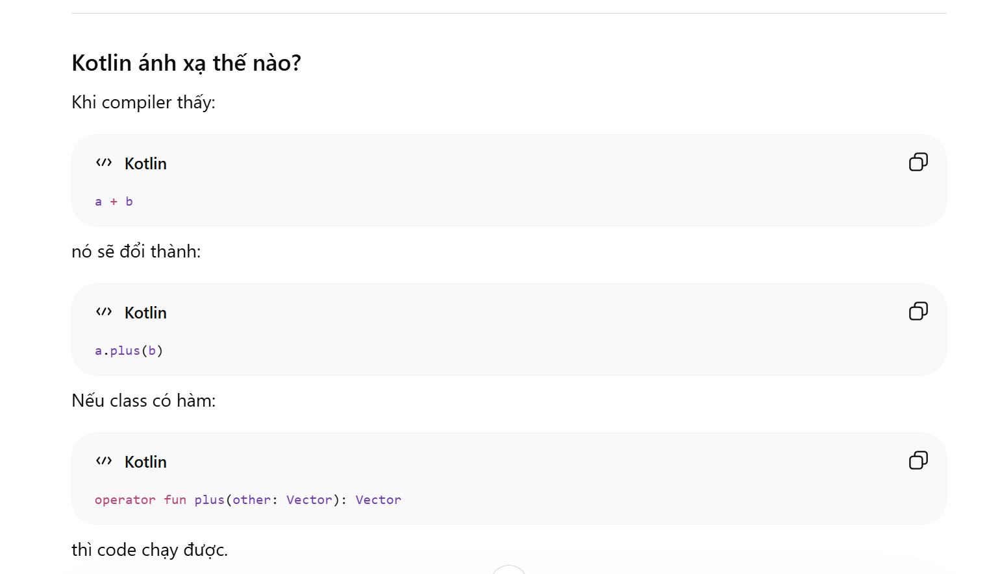 Kotlin ánh xạ thế nào?
Khi compiler thấy:
Kotlin
a + b
nó sẽ đổi thành:
Kotlin
a.plus(b)
Nếu class có hàm:
Kotlin
operator fun plus(other: Vector): Vector
thì code chạy được.